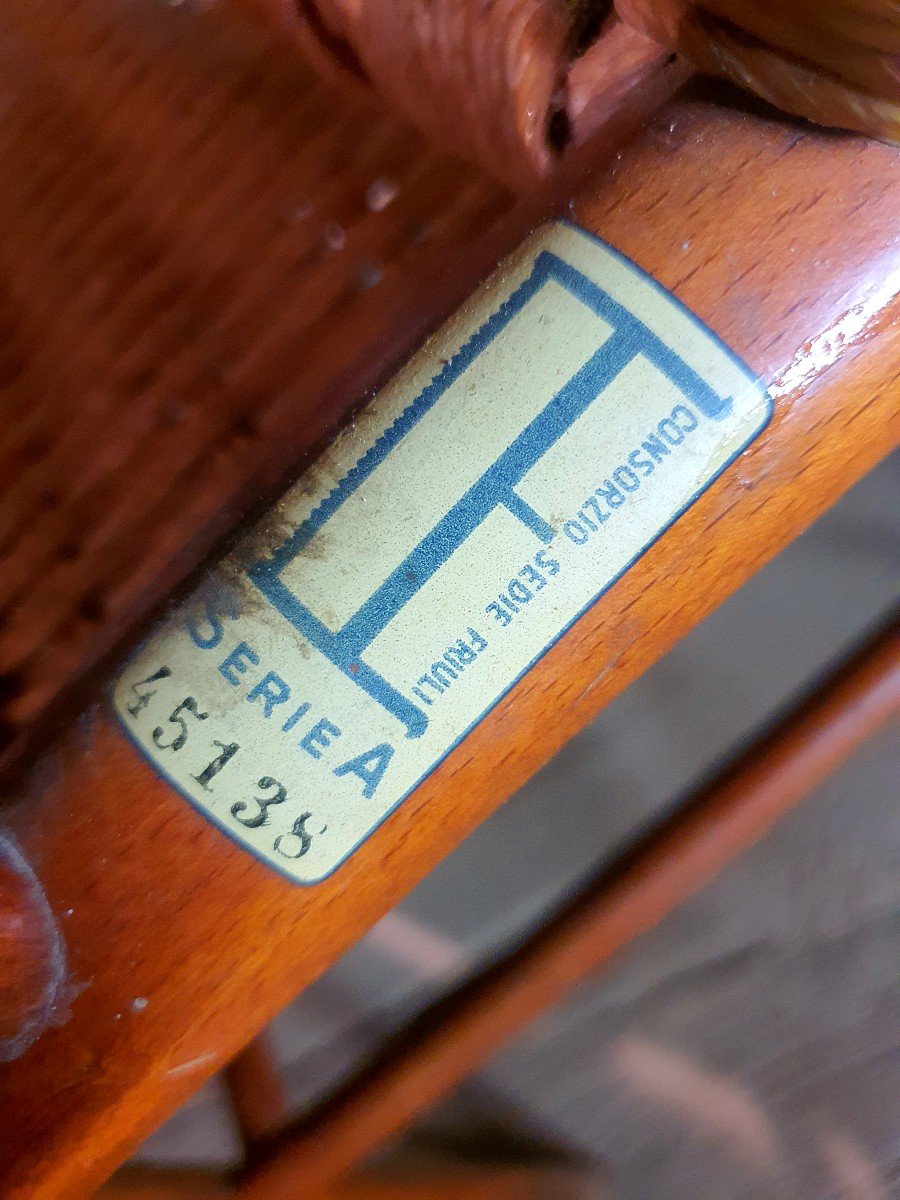 CONSORZIO SEDIE FRIULI
SERIE A
45138